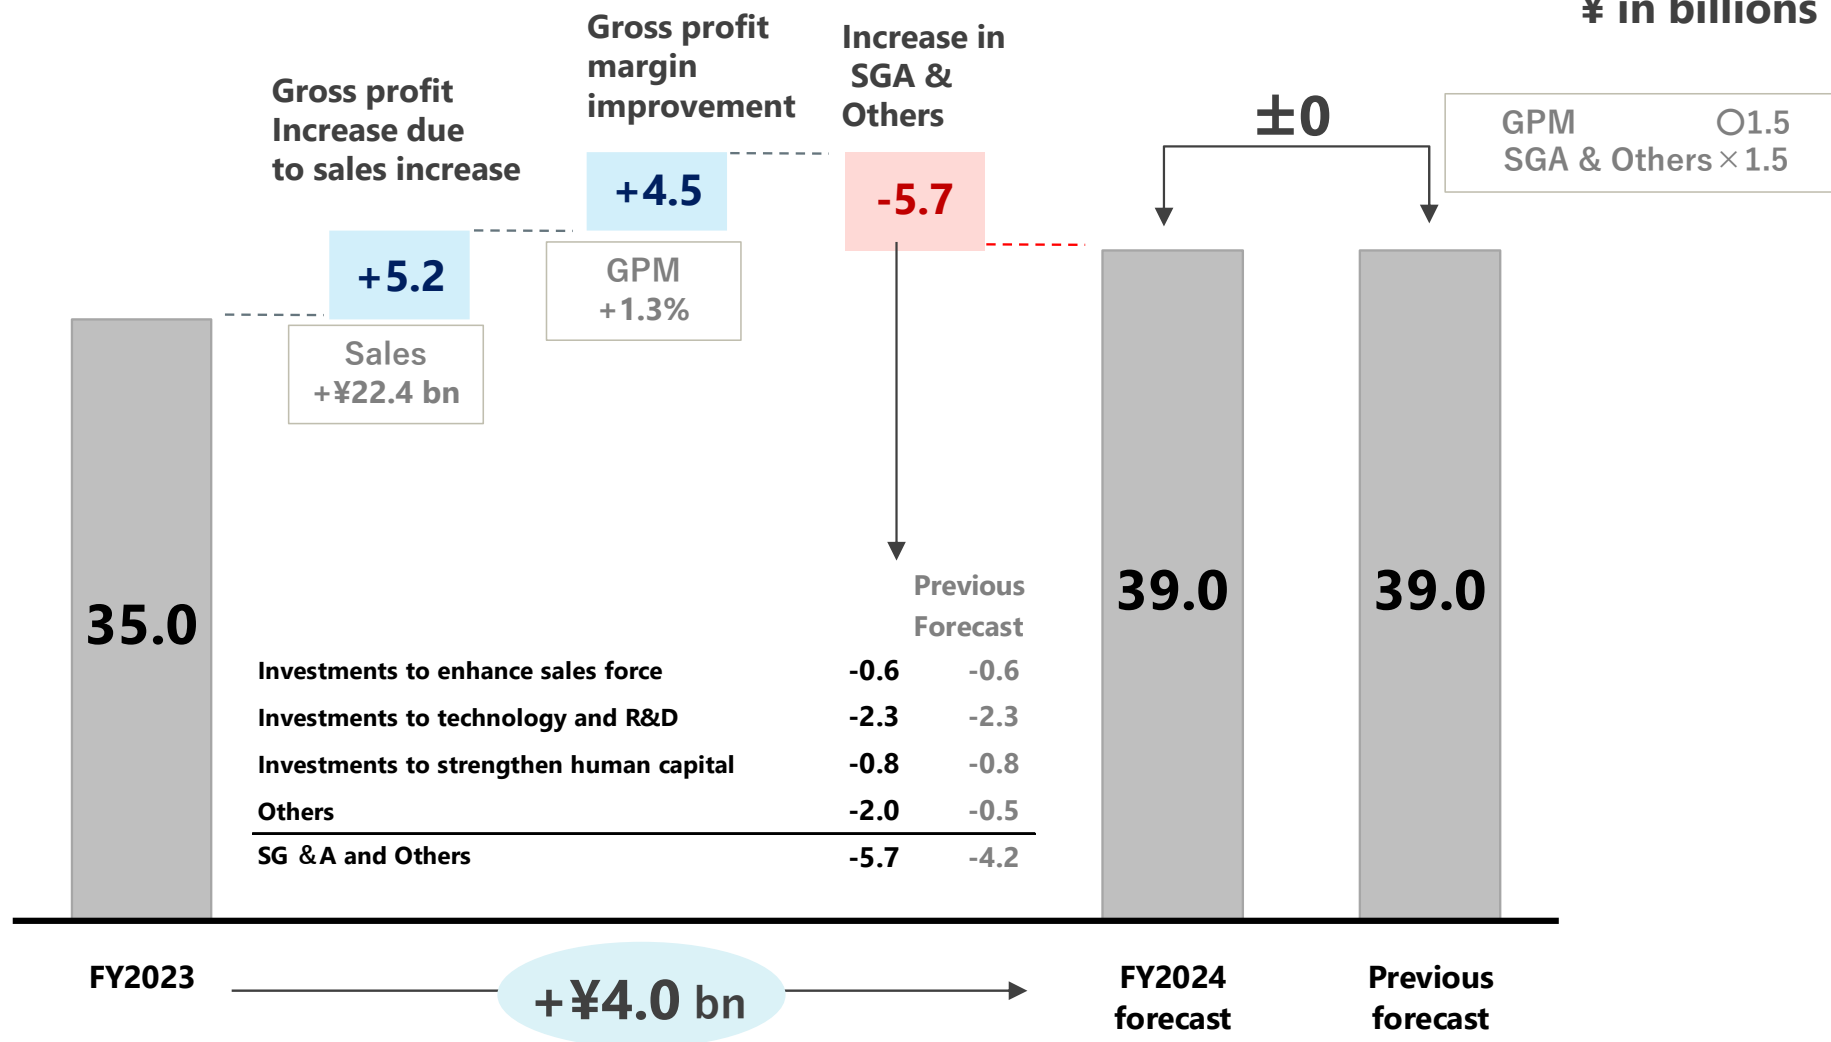 ¥ in billions
Gross profit
Increase due
to sales increase
Gross profit
margin
improvement
Increase in
SGA &
Others
±0
GPM ○1.5
SGA & Others×1.5
+5.2
+4.5
-5.7
Sales
+¥22.4 bn
GPM
+1.3%
35.0
39.0
39.0
Previous
Forecast
Investments to enhance sales force -0.6 -0.6
Investments to technology and R&D -2.3 -2.3
Investments to strengthen human capital -0.8 -0.8
Others -2.0 -0.5
SG &A and Others -5.7 -4.2
FY2023
+¥4.0 bn
FY2024
forecast
Previous
forecast